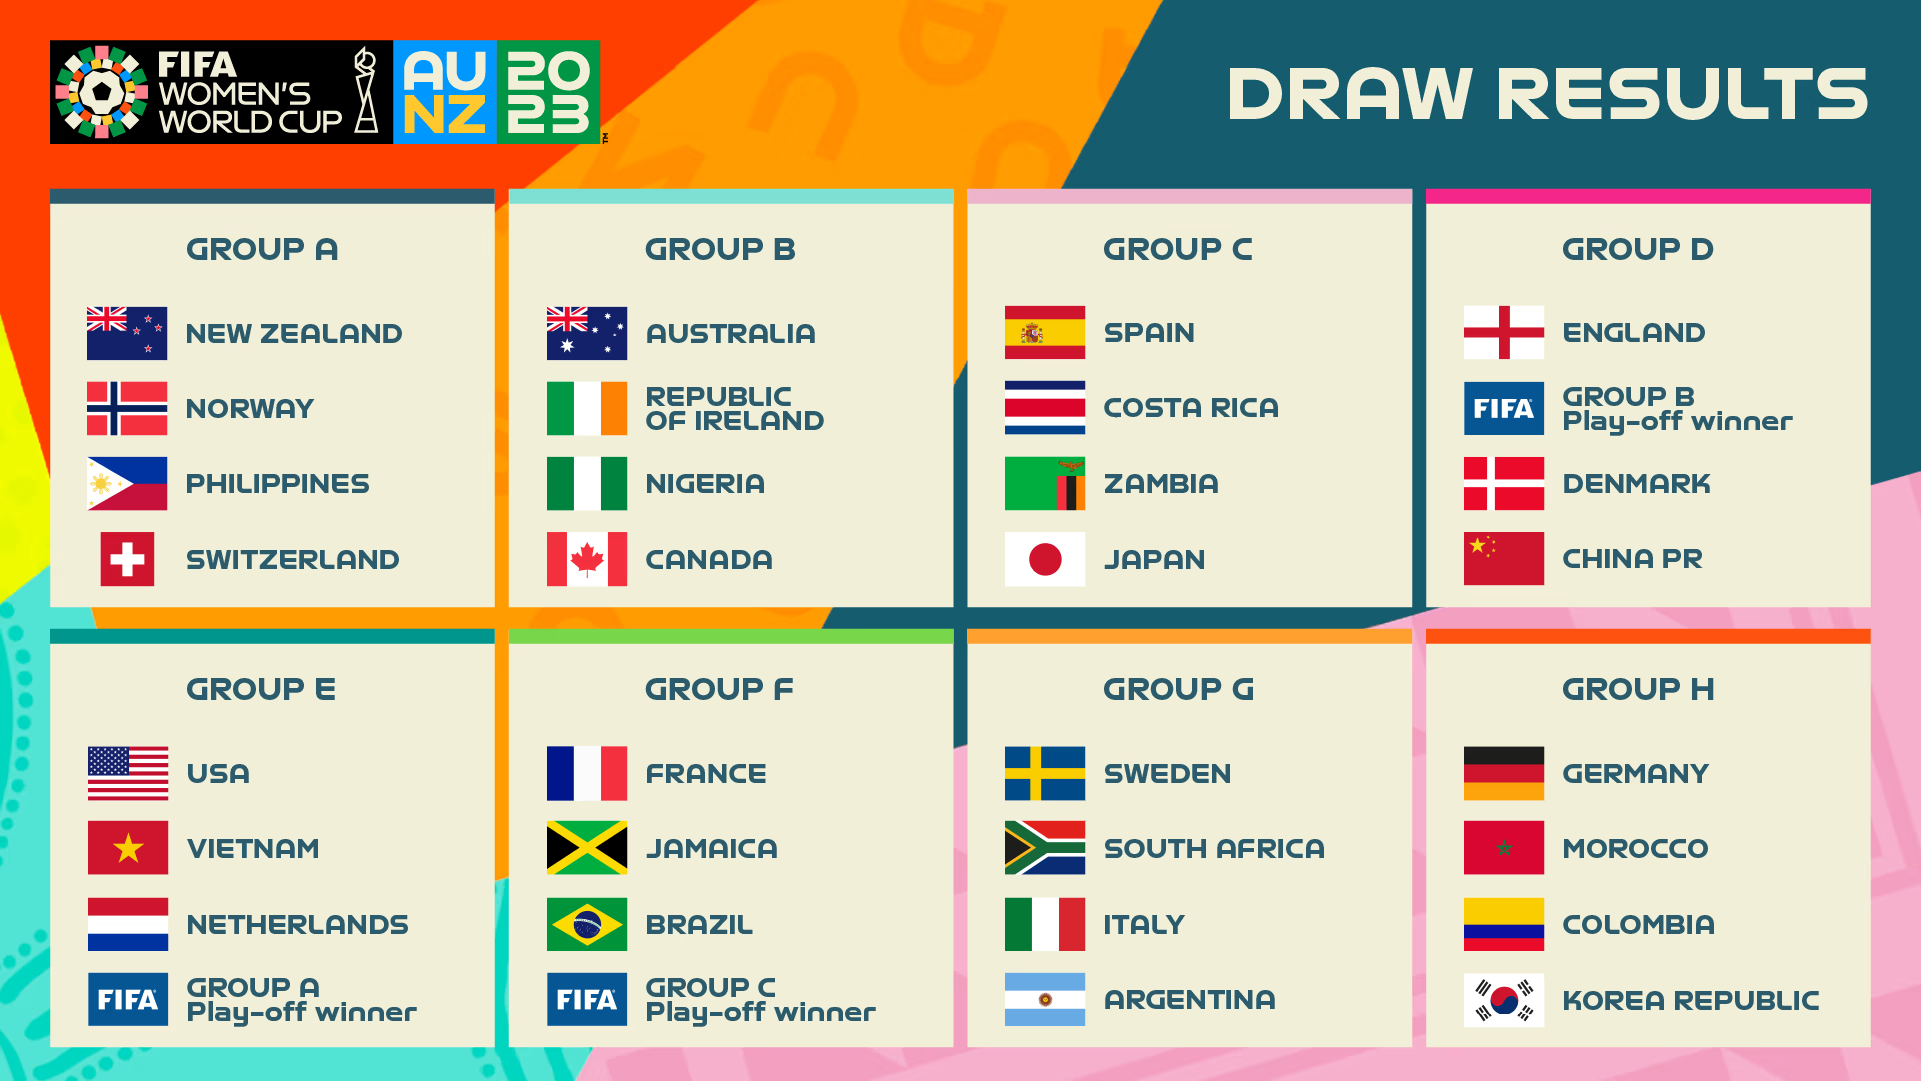 FIFA
WOMEN'S
WORLD CUP
AU
NZ
20
23
TM
DRAW RESULTS
GROUP A
NEW ZEALAND
NORWAY
PHILIPPINES
SWITZERLAND
GROUP B
AUSTRALIA
REPUBLIC
OF IRELAND
NIGERIA
CANADA
GROUP C
SPAIN
COSTA RICA
ZAMBIA
JAPAN
GROUP D
ENGLAND
FIFA
GROUP B
Play-off winner
DENMARK
CHINA PR
GROUP E
USA
VIETNAM
NETHERLANDS
FIFA
GROUP A
Play-off winner
GROUP F
FRANCE
JAMAICA
BRAZIL
FIFA
GROUP C
Play-off winner
GROUP G
SWEDEN
SOUTH AFRICA
ITALY
ARGENTINA
GROUP H
GERMANY
MOROCCO
COLOMBIA
KOREA REPUBLIC